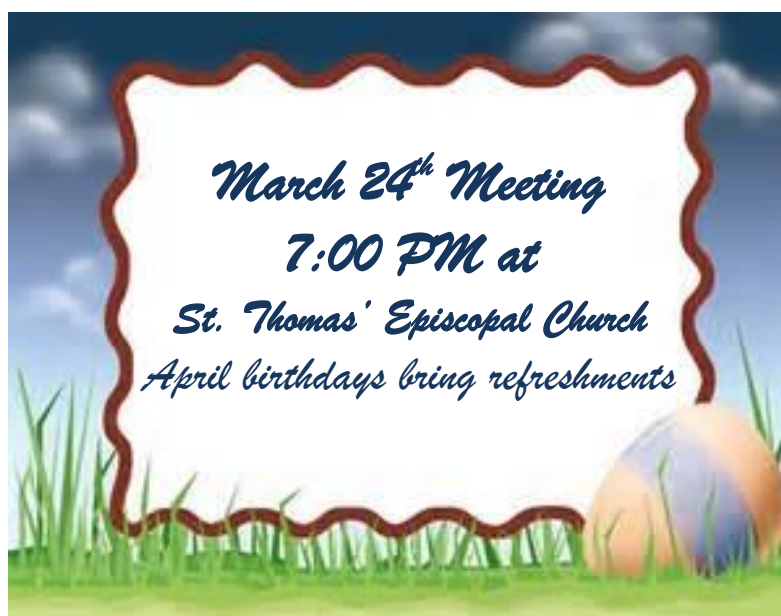 March 24th Meeting
7:00 PM at
St. Thomas’ Episcopal Church
April birthdays bring refreshments